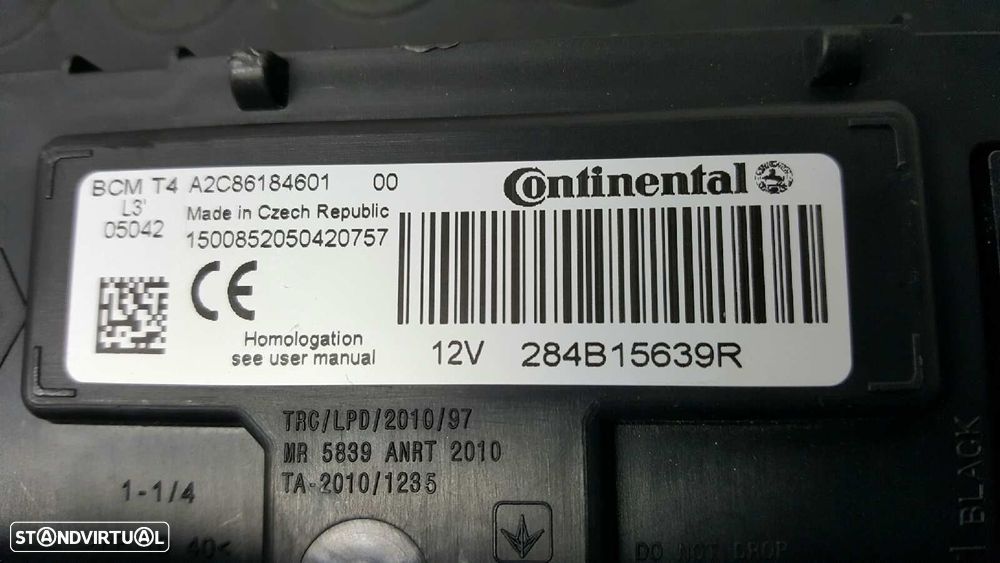 BCM T4 A2C86184601 00
L3'
05042
Made in Czech Republic
1500852050420757
Continental
CE
Homologation
see user manual
12V 284B15639R
TRC/LPD/2010/97
MR 5839 ANRT 2010
TA-2010/1235
1-1/4
40<
DO NOT DROP
1 BLACK
STANDVIRTUAL